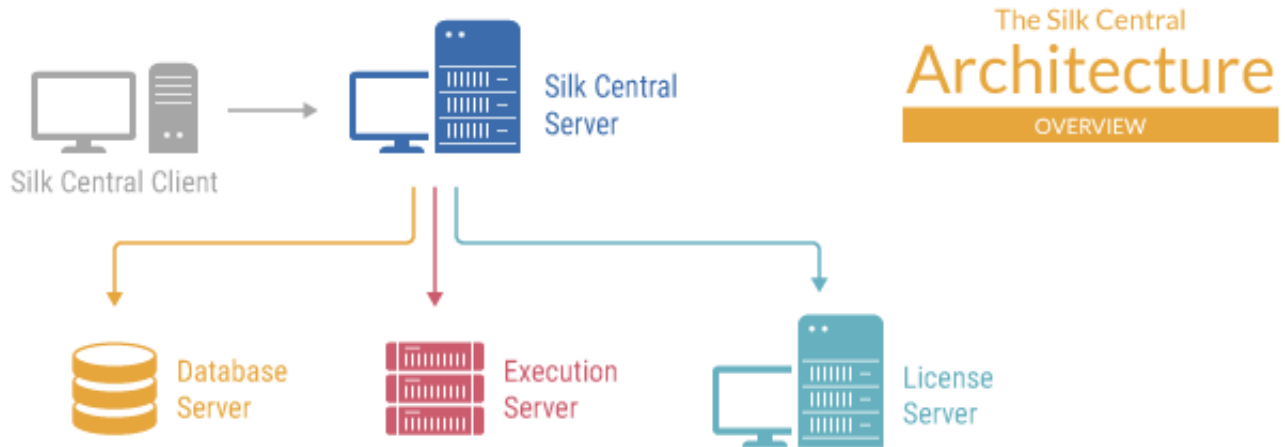 The Silk Central
Architecture
OVERVIEW
Silk Central
Server
Silk Central Client
Database
Server
Execution
Server
License
Server